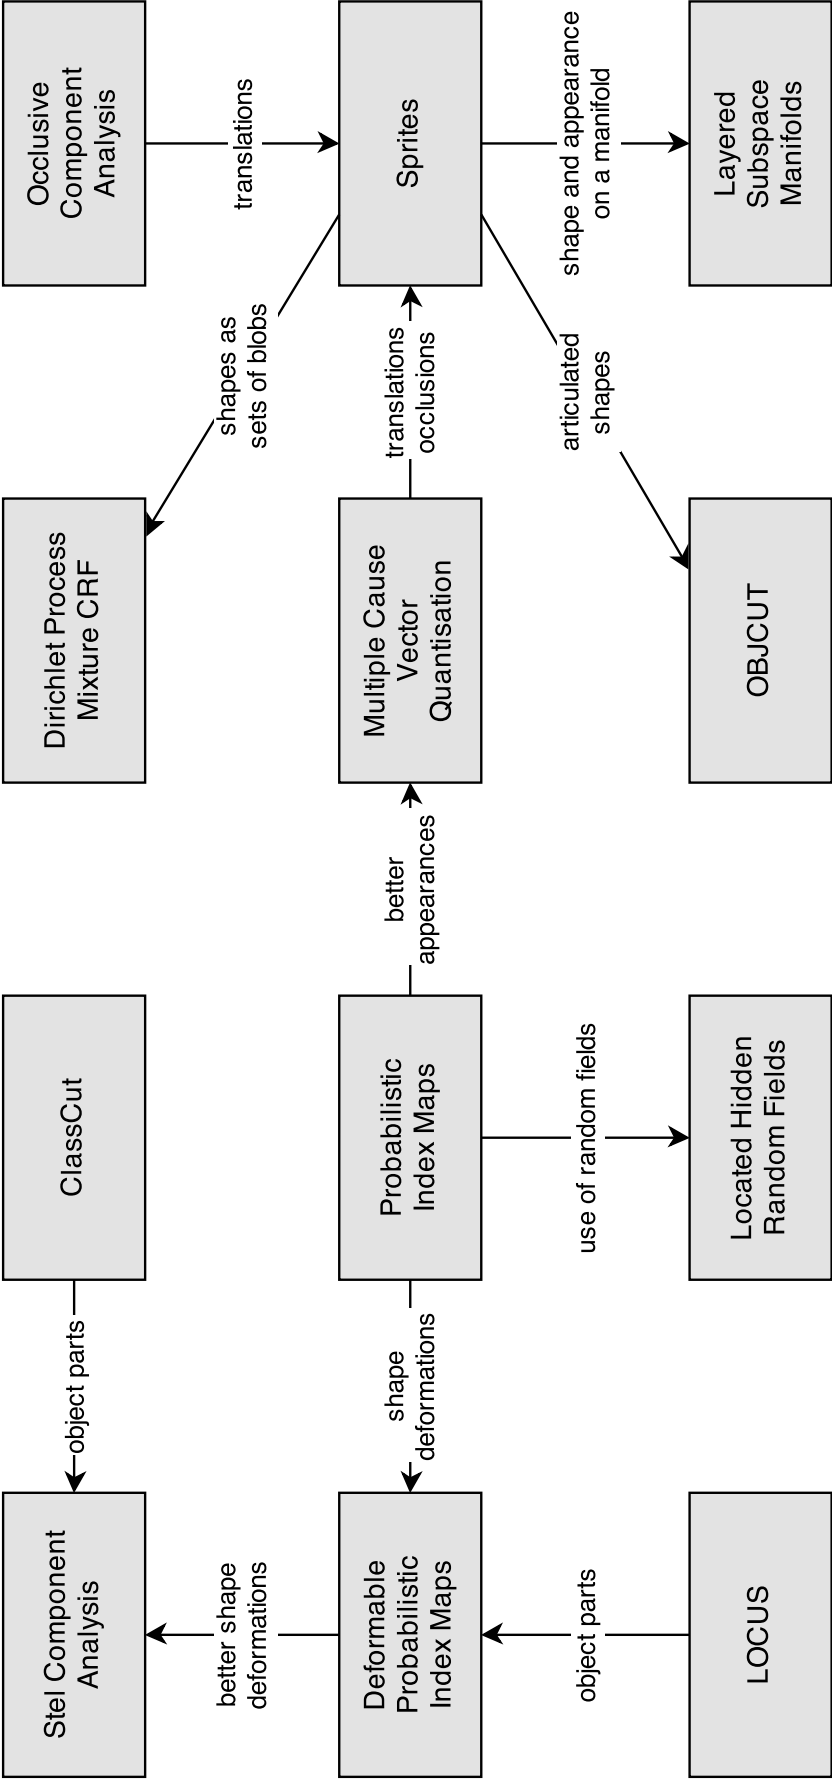 Stel Component
Analysis
object parts
ClassCut
Dirichlet Process
Mixture CRF
Occlusive
Component
Analysis
better shape
deformations
shapes as
sets of blobs
translations
Deformable
Probabilistic
Index Maps
shape
deformations
Probabilistic
Index Maps
better
appearances
Multiple Cause
Vector
Quantisation
translations
occlusions
Sprites
object parts
use of random fields
articulated
shapes
shape and appearance
on a manifold
LOCUS
Located Hidden
Random Fields
OBJCUT
Layered
Subspace
Manifolds